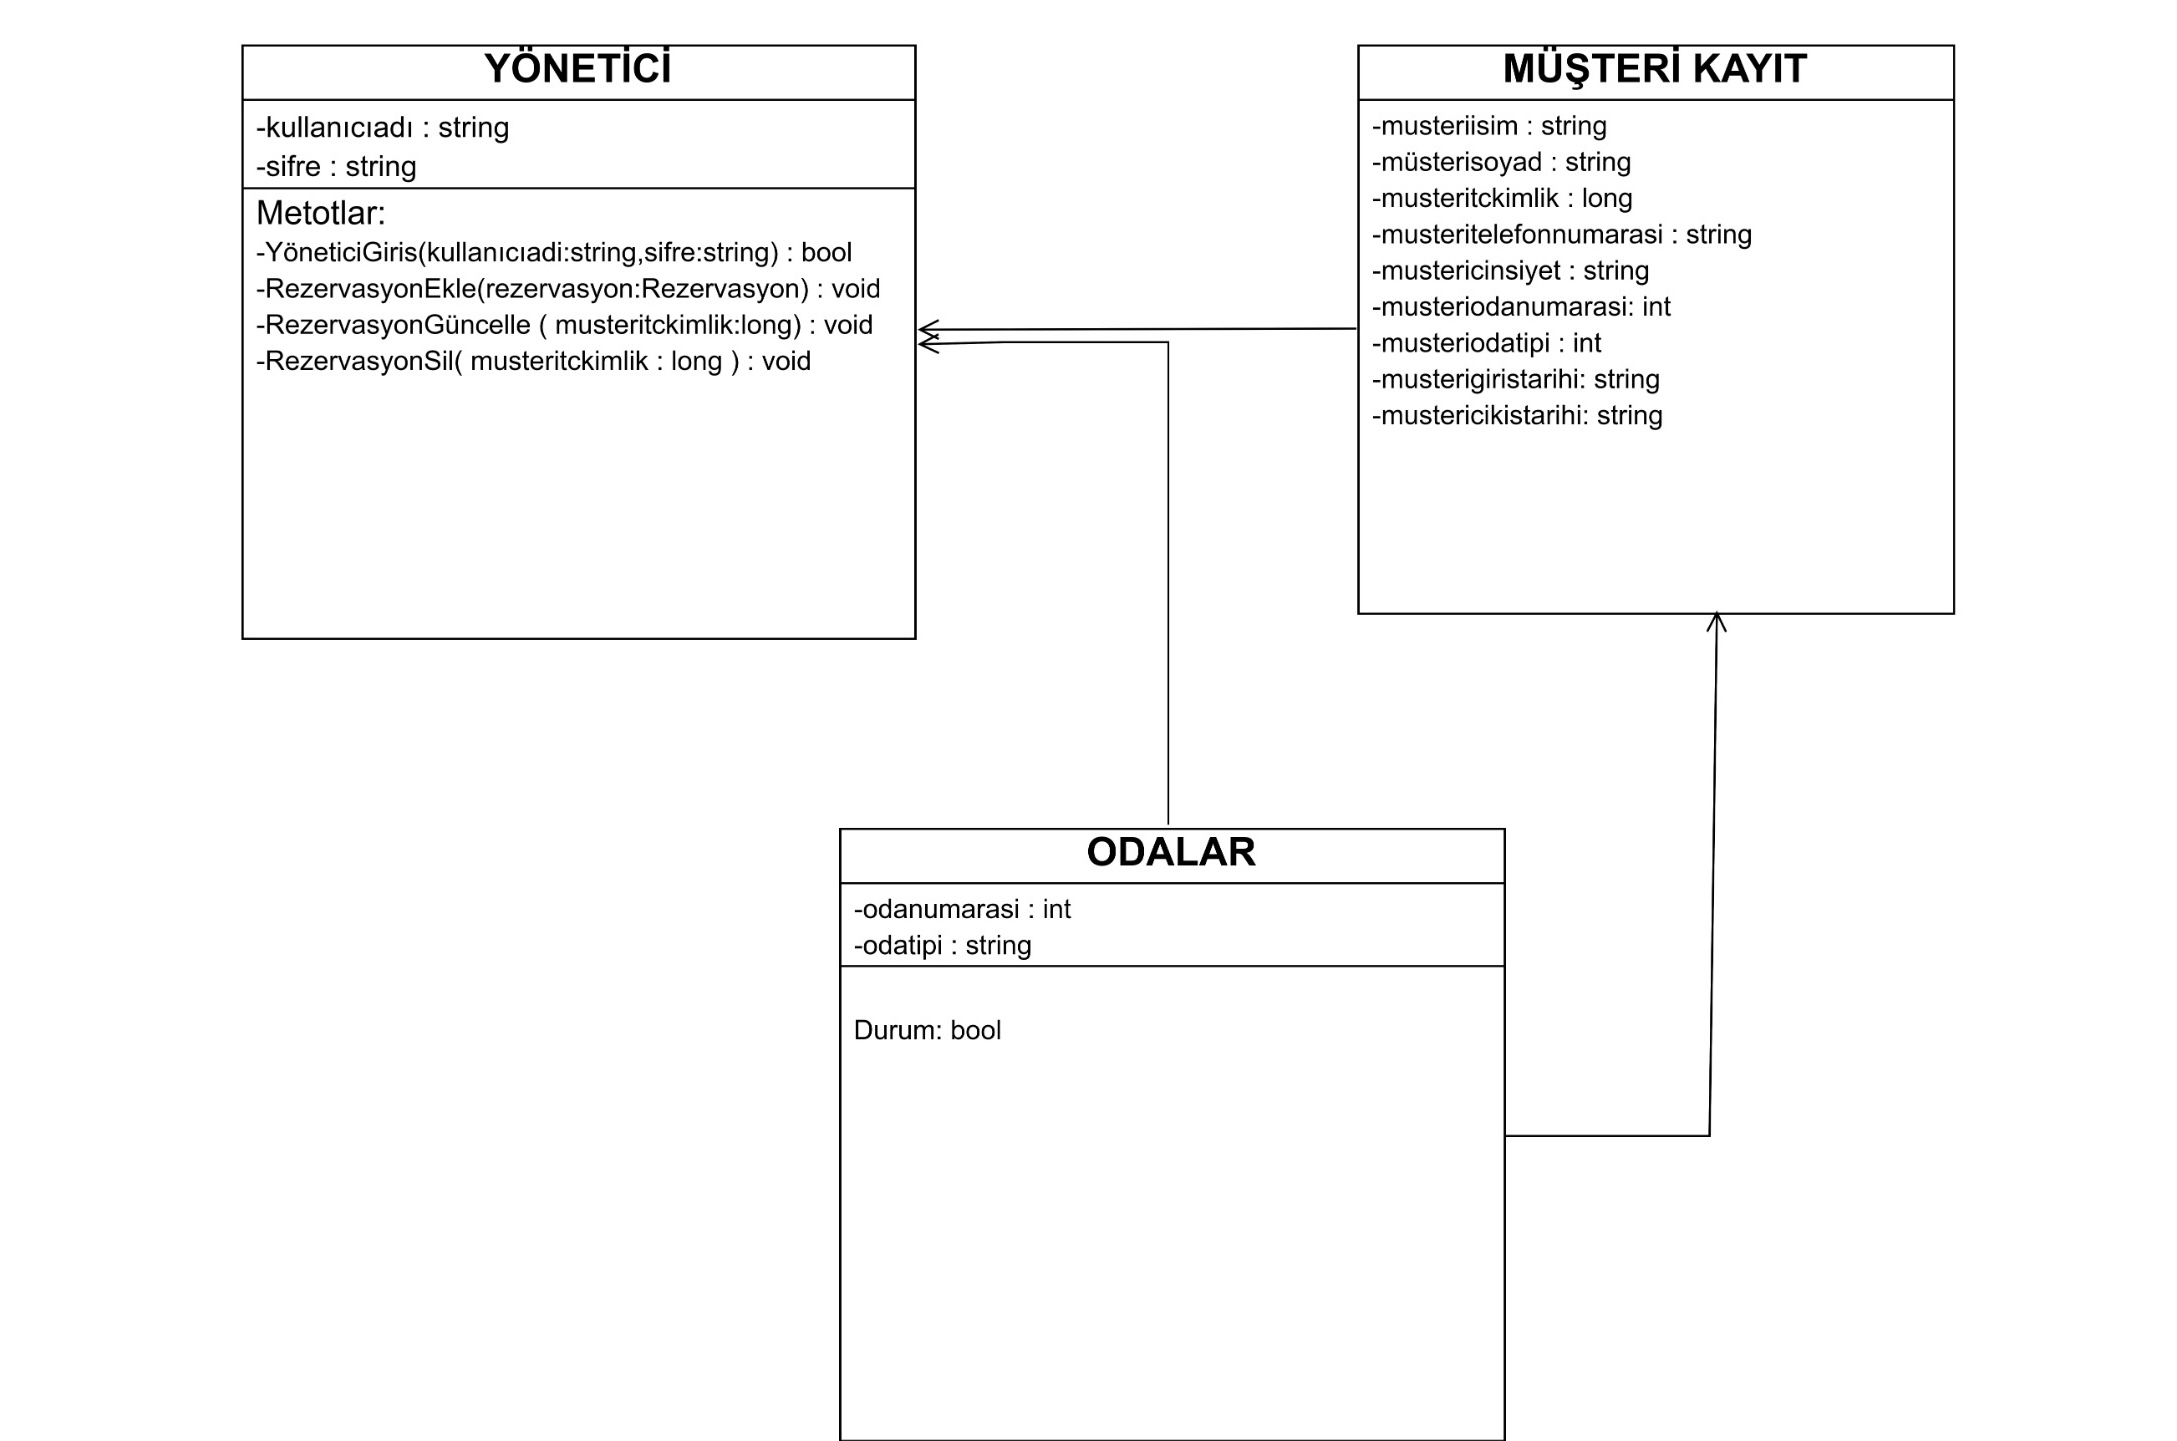 YÖNETİCİ
-kullanıcıadı : string
-sifre : string
Metotlar:
-YöneticiGiris(kullanıcıadi:string,sifre:string) : bool
-RezervasyonEkle(rezervasyon:Rezervasyon) : void
-RezervasyonGüncelle ( musteritckimlik:long) : void
-RezervasyonSil( musteritckimlik : long ) : void
MÜŞTERİ KAYIT
-musteriisim : string
-müsterisoyad : string
-musteritckimlik : long
-musteritelefonnumarasi : string
-mustericinsiyet : string
-musteriodanumarasi: int
-musteriodatipi : int
-musterigiristarihi: string
-mustericikistarihi: string
ODALAR
-odanumarasi : int
-odatipi : string
Durum: bool